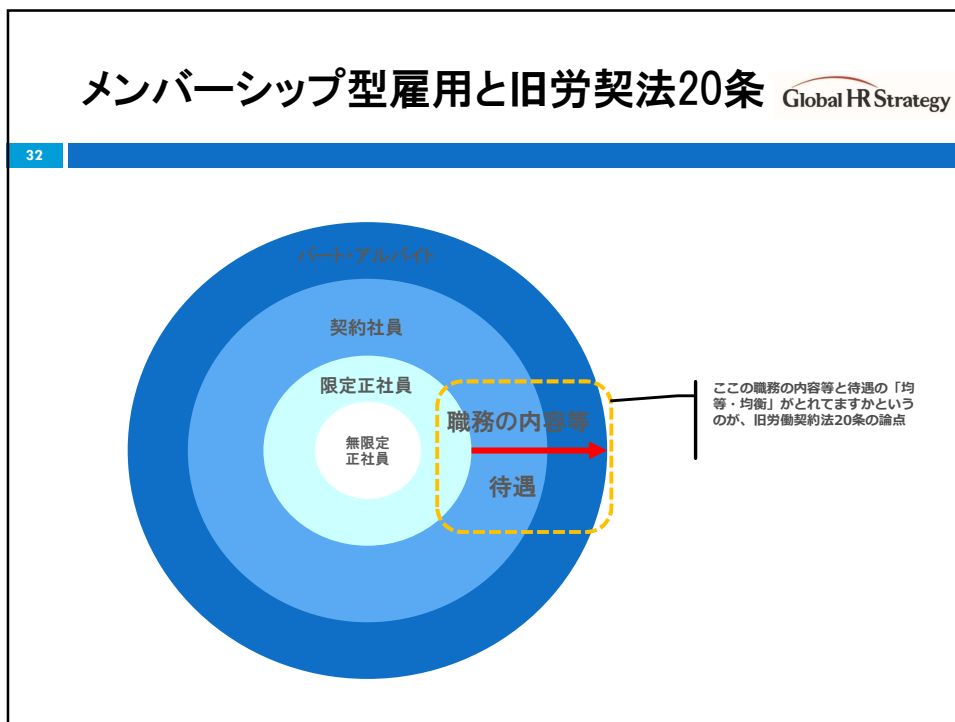 メンバーシップ型雇用と旧労契法20条
Global HR Strategy
32
パート・アルバイト
契約社員
限定正社員
無限定
正社員
職務の内容等
待遇
ここの職務の内容等と待遇の「均
等・均衡」がとれてますかという
のが、旧労働契約法20条の論点